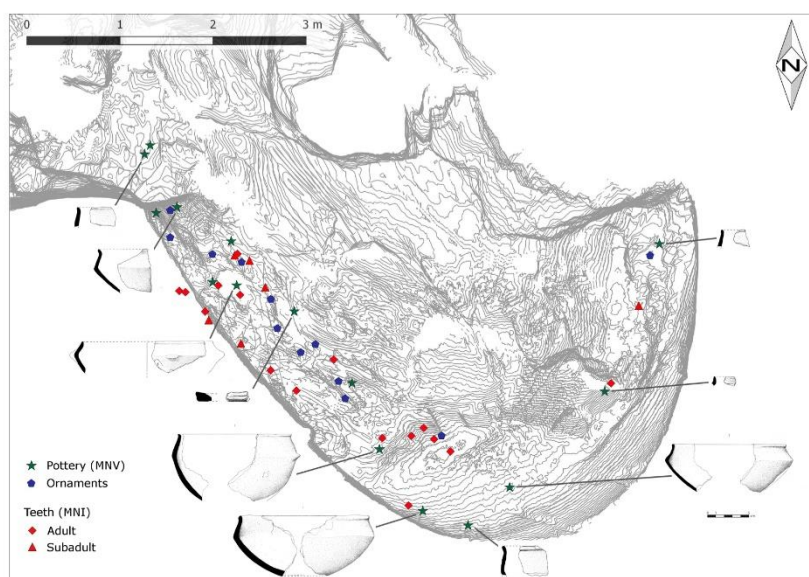 0 1 2 3 m
N
Pottery (MNV)
Ornaments
Teeth (MNI)
Adult
Subadult